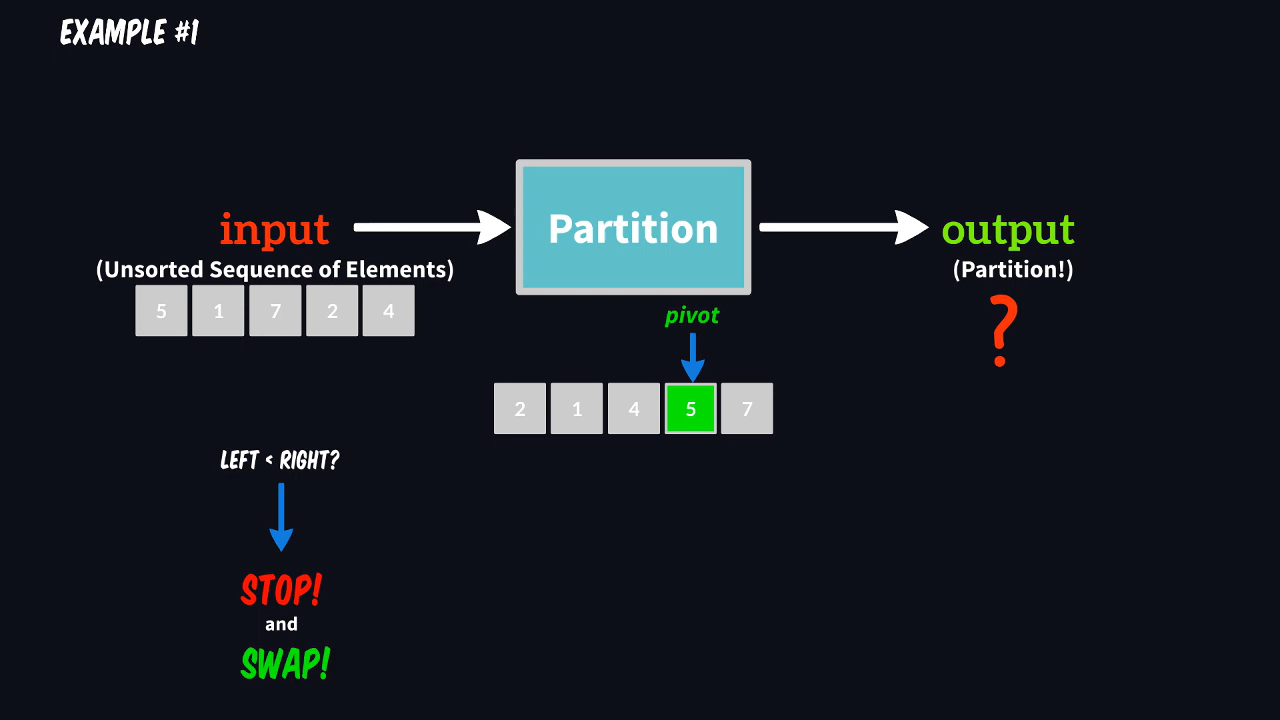 EXAMPLE #1
input
Partition
output
(Unsorted Sequence of Elements)
(Partition!)
5 1 7 2 4
pivot
?
2 1 4 5 7
LEFT < RIGHT?
STOP!
and
SWAP!